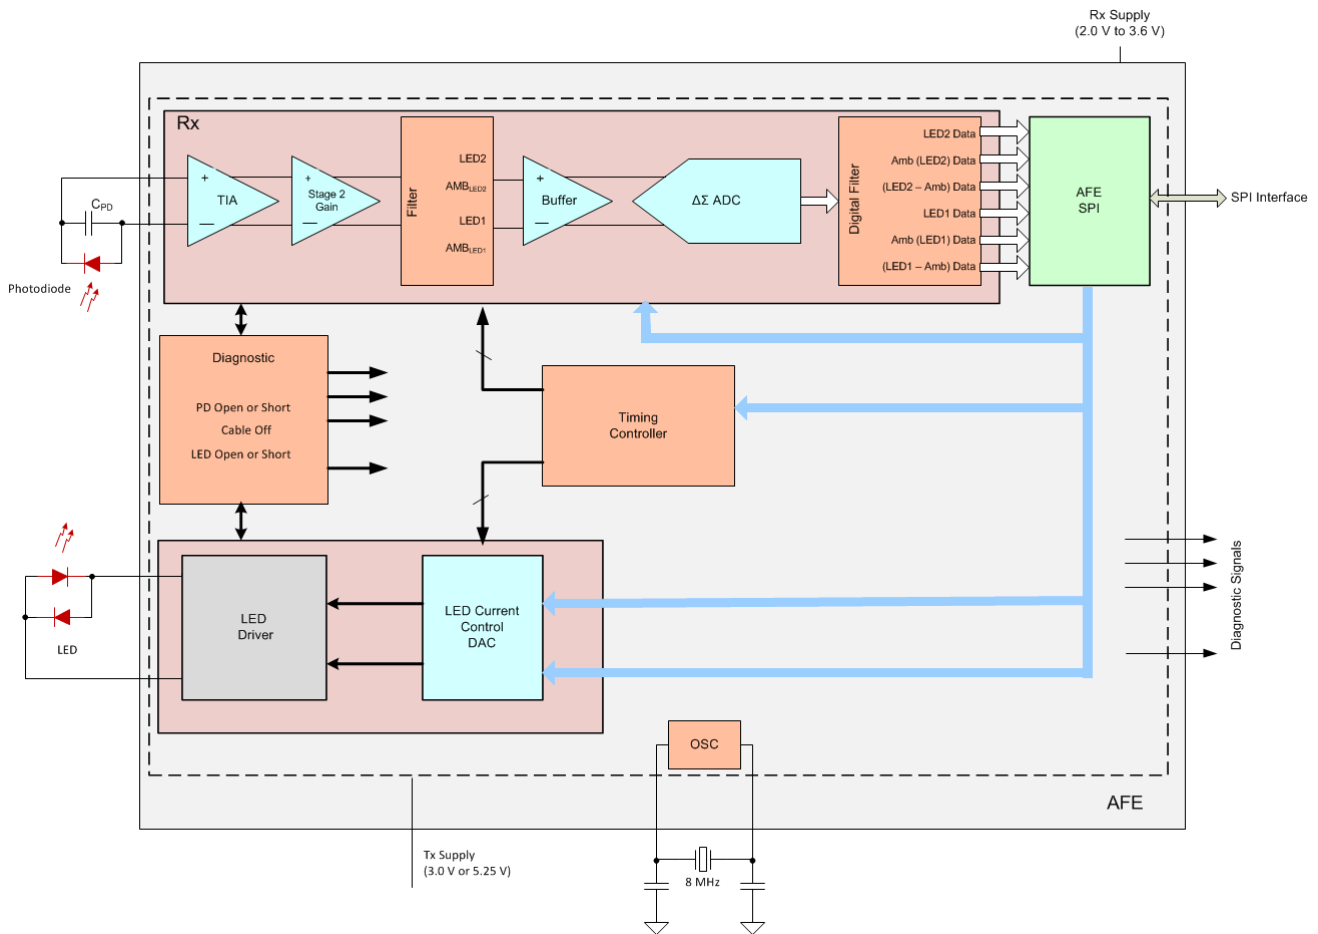 Rx Supply
(2.0 V to 3.6 V)
Rx
TIA
+
—
Stage 2
Gain
+
—
Filter
LED2
AMBLED2
LED1
AMBLED1
Buffer
+
—
ΔΣ ADC
Digital Filter
LED2 Data
Amb (LED2) Data
(LED2 – Amb) Data
LED1 Data
Amb (LED1) Data
(LED1 – Amb) Data
AFE
SPI
SPI Interface
CPD
Photodiode
Diagnostic
PD Open or Short
Cable Off
LED Open or Short
Timing
Controller
LED
Driver
LED Current
Control
DAC
LED
Diagnostic Signals
OSC
AFE
Tx Supply
(3.0 V or 5.25 V)
8 MHz